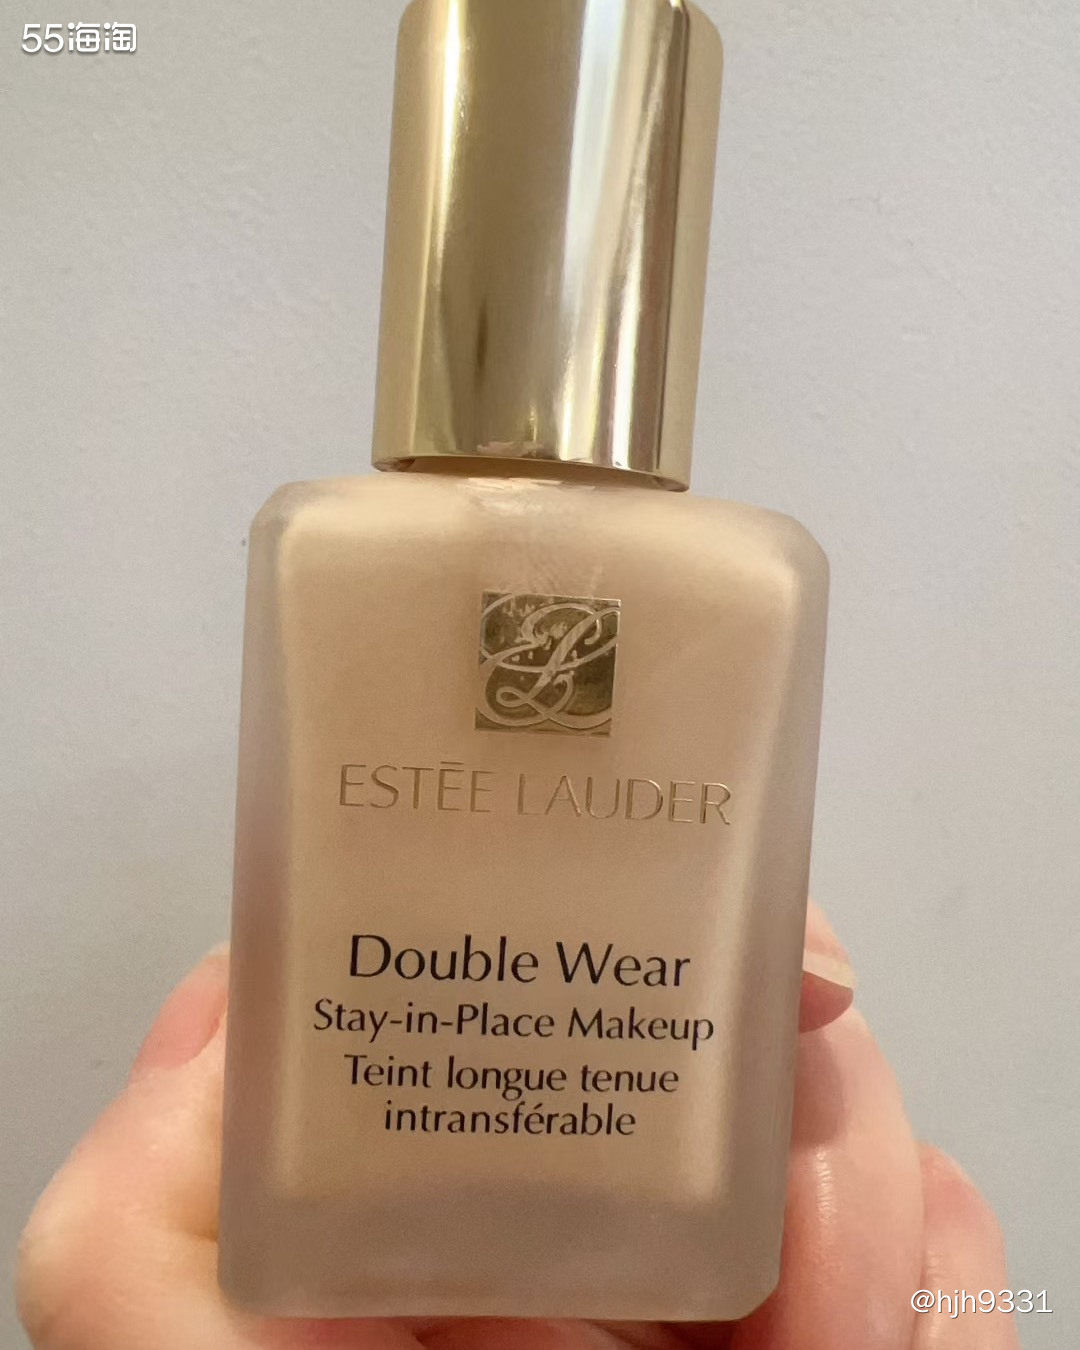 55海淘
ESTĒE LAUDER
Double Wear
Stay-in-Place Makeup
Teint longue tenue
intransférable
@hjh9331